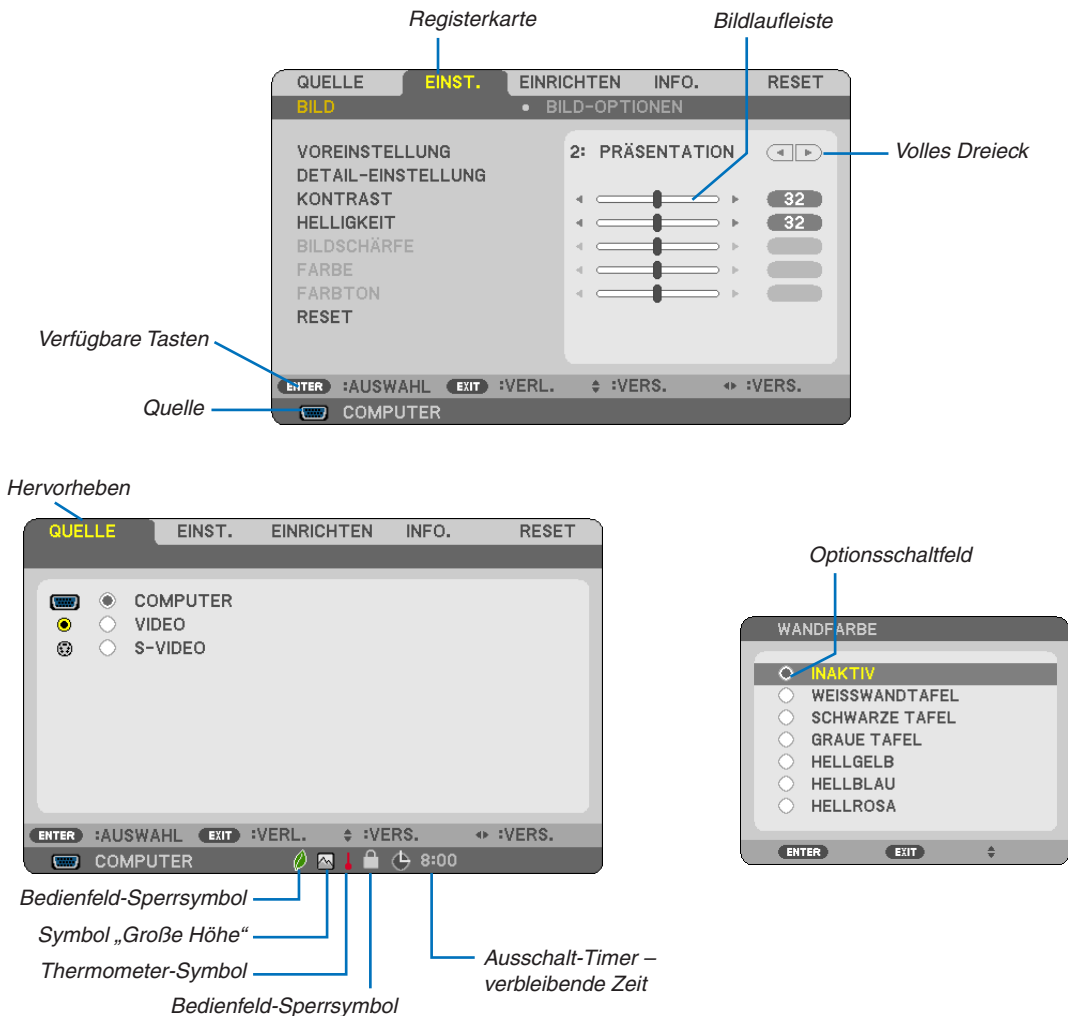 Registerkarte
Bildlaufleiste
QUELLE EINST. EINRICHTEN INFO. RESET
BILD • BILD-OPTIONEN
VOREINSTELLUNG 2: PRÄSENTATION
Volles Dreieck
DETAIL-EINSTELLUNG
KONTRAST 32
HELLIGKEIT 32
BILDSCHÄRFE
FARBE
FARBTON
RESET
Verfügbare Tasten
ENTER :AUSWAHL EXIT :VERL. :VERS. :VERS.
Quelle
COMPUTER
Hervorheben
QUELLE EINST. EINRICHTEN INFO. RESET
COMPUTER
VIDEO
S-VIDEO
ENTER :AUSWAHL EXIT :VERL. :VERS. :VERS.
COMPUTER 8:00
Bedienfeld-Sperrsymbol
Symbol „Große Höhe“
Thermometer-Symbol
Bedienfeld-Sperrsymbol
Ausschalt-Timer –
verbleibende Zeit
Optionsschaltfeld
WANDFARBE
INAKTIV
WEISSWANDTAFEL
SCHWARZE TAFEL
GRAUE TAFEL
HELLGELB
HELLBLAU
HELLROSA
ENTER EXIT